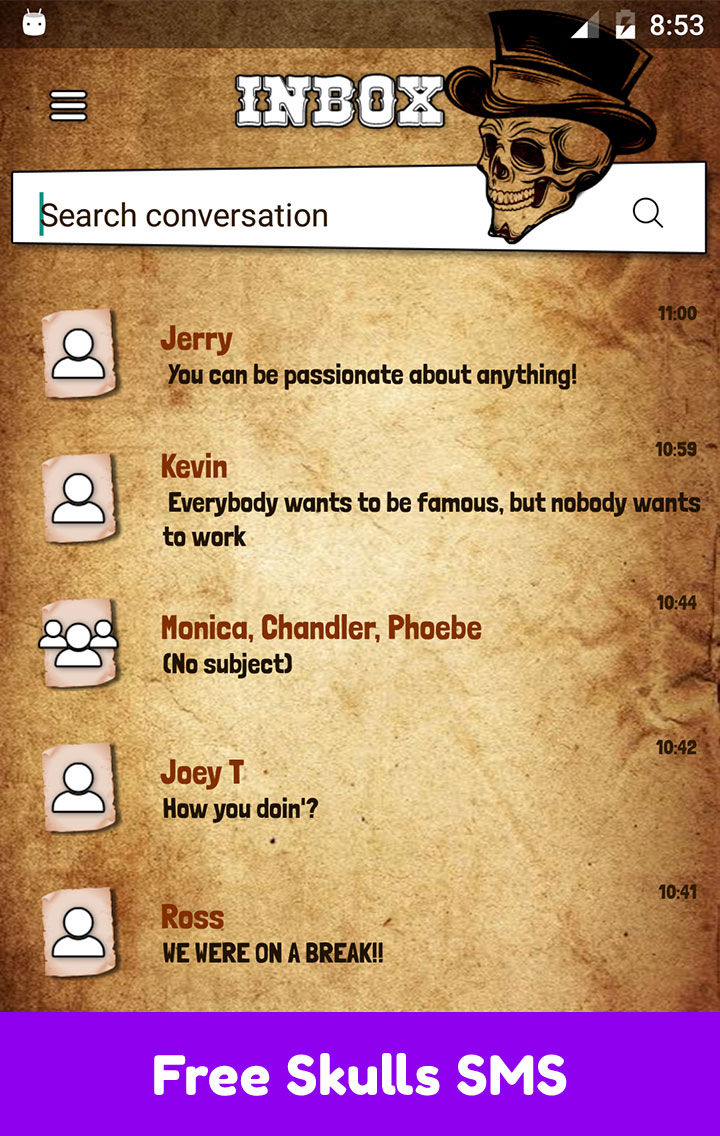 8:53
INBOX
Search conversation
11:00
Jerry
You can be passionate about anything!
10:59
Kevin
Everybody wants to be famous, but nobody wants
to work
10:44
Monica, Chandler, Phoebe
(No subject)
10:42
Joey T
How you doin'?
10:41
Ross
WE WERE ON A BREAK!!
Free Skulls SMS